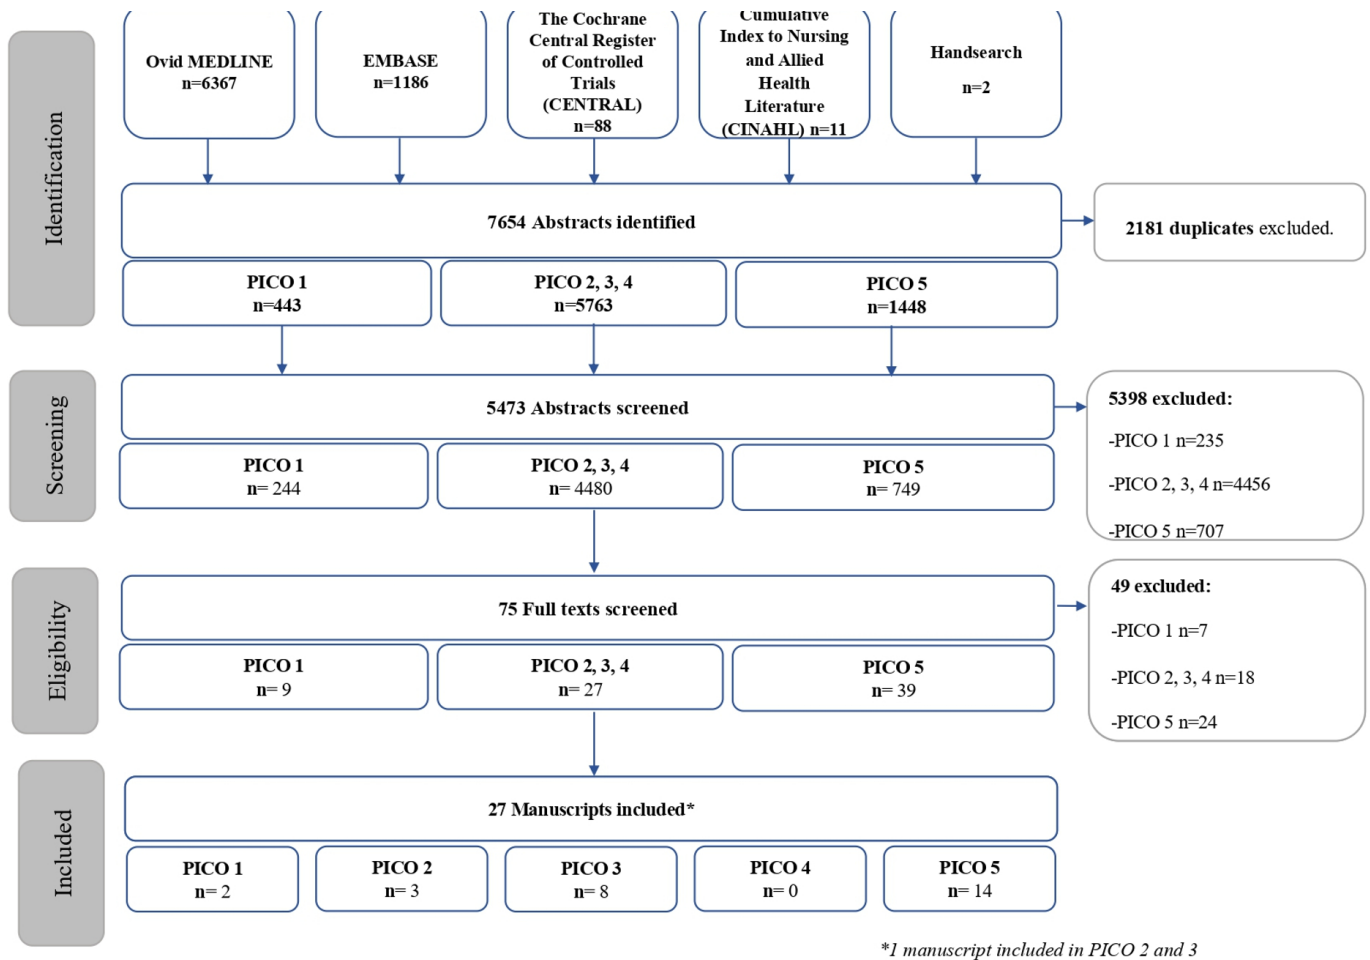 Identification
Ovid MEDLINE
n=6367
EMBASE
n=1186
The Cochrane
Central Register
of Controlled
Trials
(CENTRAL)
n=88
Cumulative
Index to Nursing
and Allied
Health
Literature
(CINAHL) n=11
Handsearch
n=2
7654 Abstracts identified
2181 duplicates excluded.
PICO 1
n=443
PICO 2, 3, 4
n=5763
PICO 5
n=1448
Screening
5473 Abstracts screened
5398 excluded:
-PICO 1 n=235
-PICO 2, 3, 4 n=4456
-PICO 5 n=707
PICO 1
n= 244
PICO 2, 3, 4
n= 4480
PICO 5
n= 749
Eligibility
75 Full texts screened
49 excluded:
-PICO 1 n=7
-PICO 2, 3, 4 n=18
-PICO 5 n=24
PICO 1
n= 9
PICO 2, 3, 4
n= 27
PICO 5
n= 39
Included
27 Manuscripts included*
PICO 1
n= 2
PICO 2
n= 3
PICO 3
n= 8
PICO 4
n= 0
PICO 5
n= 14
*1 manuscript included in PICO 2 and 3